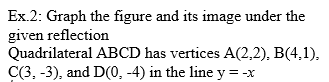 Ex.2: Graph the figure and its image under the
given reflection
Quadrilateral ABCD has vertices A(2,2), B(4,1),
C(3, -3), and D(0, -4) in the line y = -x